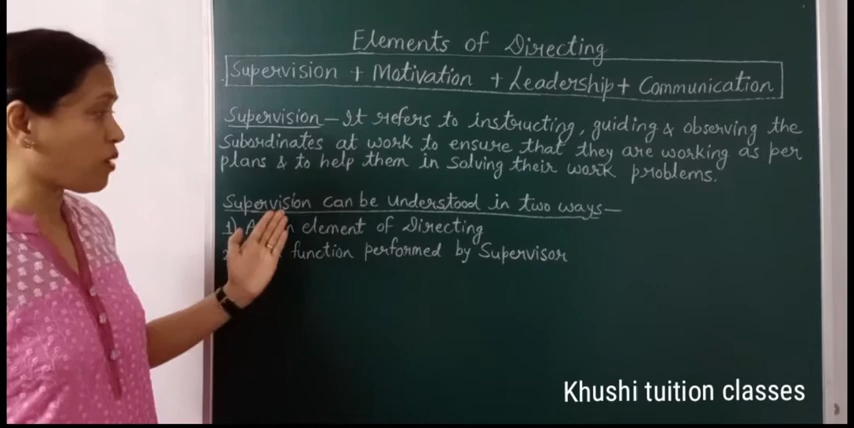 Elements of Directing
Supervision + Motivation + Leadership + Communication
Supervision - It refers to instructing, guiding & observing the
Subordinates at work to ensure that they are working as per
plans & to help them in solving their work problems.
Supervision can be understood in two ways -
1) element of Directing
function performed by Supervisor
Khushi tuition classes